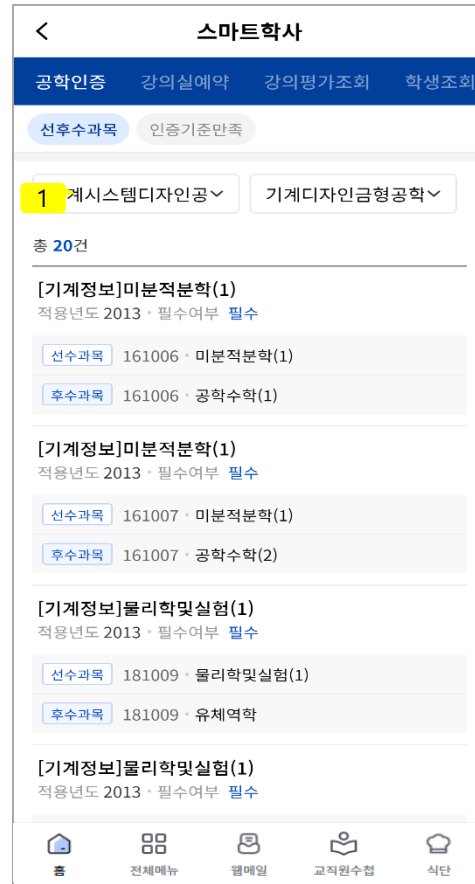 스마트학사
공학인증 강의실예약 강의평가조회 학생조회
선후수과목 인증기준만족
1 계시스템디자인공 기계디자인금형공학
총 20건
[기계정보]미분적분학(1)
적용년도 2013 · 필수여부 필수
선수과목 161006 · 미분적분학(1)
후수과목 161006 · 공학수학(1)
[기계정보]미분적분학(1)
적용년도 2013 · 필수여부 필수
선수과목 161007 · 미분적분학(1)
후수과목 161007 · 공학수학(2)
[기계정보]물리학및실험(1)
적용년도 2013 · 필수여부 필수
선수과목 181009 · 물리학및실험(1)
후수과목 181009 · 유체역학
[기계정보]물리학및실험(1)
적용년도 2013 · 필수여부 필수
홈 전체메뉴 웹메일 교직원수첩 식단